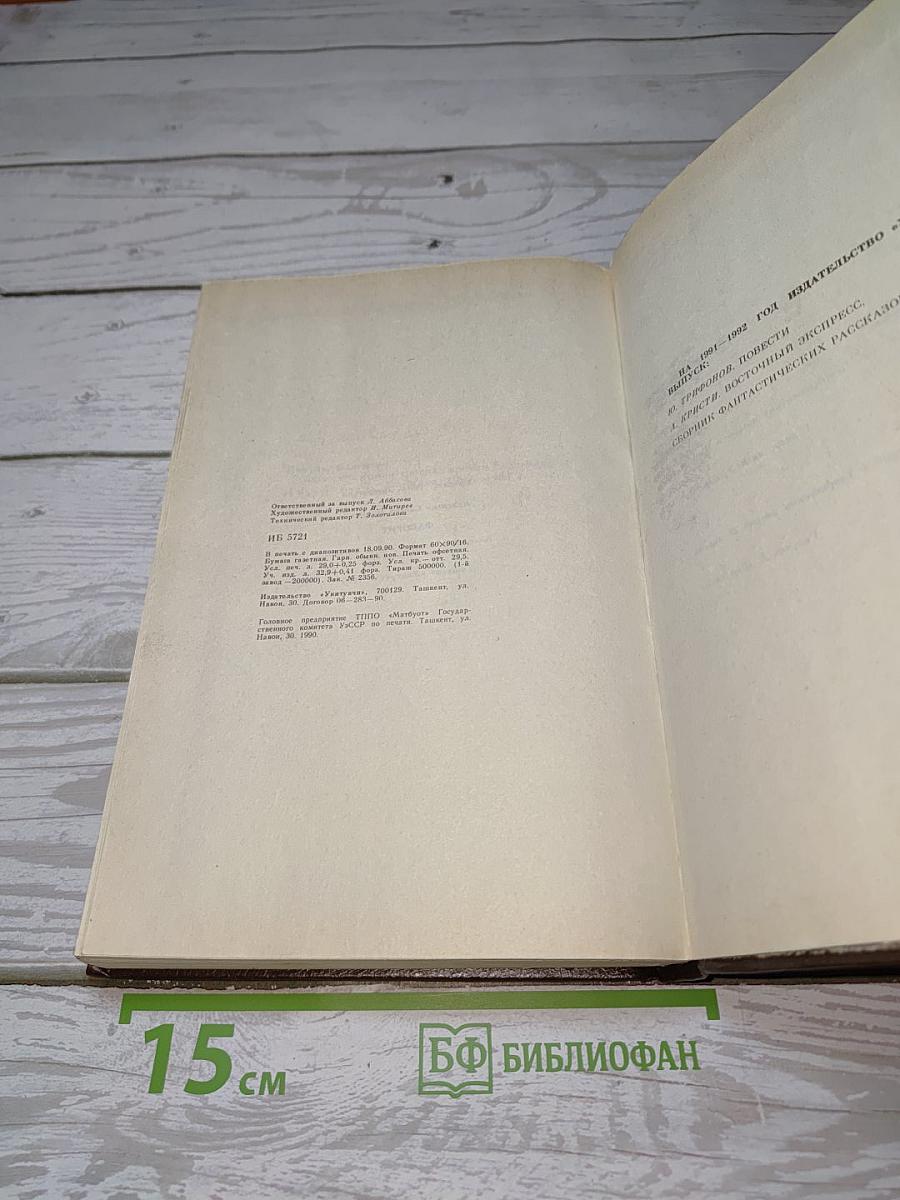 Ответственный за выпуск Л. Аббасова
Художественный редактор И. Митирев
Технический редактор Т. Золотилова
ИБ 5721
В печать с диапозитивов 18.09.90. Формат 60×90/16.
Бумага газетная. Гарн. обыкн. нов. Печать офсетная.
Усл. печ. л. 29,0+0,25 форз. Усл. кр.— отт. 29,5.
Уч. изд. л. 32,9+0,41 форз. Тираж 500000. (1-й
завод —200000). Зак. № 2356.
Издательство «Укитувчи», 700129. Ташкент, ул.
Навои, 30. Договор 06—283—90.
Головное предприятие ТППО «Матбуот» Государ-
ственного комитета УзССР по печати. Ташкент, ул.
Навои, 30. 1990.
НА 1991—1992 ГОД ИЗДАТЕЛЬСТВО
ВЫПУСК:
Ю. ТРИФОНОВ. ПОВЕСТИ
А. КРИСТИ. ВОСТОЧНЫЙ ЭКСПРЕСС.
СБОРНИК ФАНТАСТИЧЕСКИХ РАССКАЗО
15 см
БФ БИБЛИОФАН